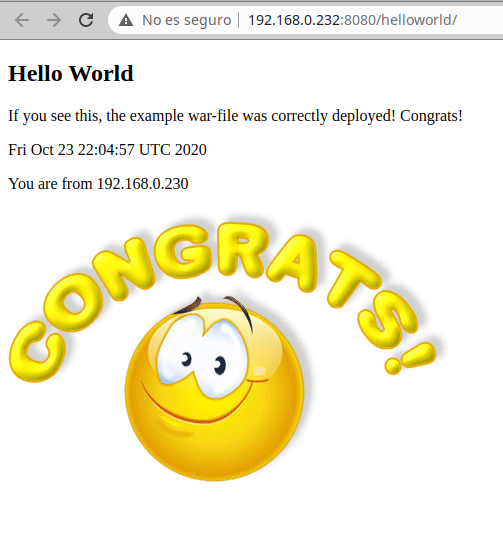 No es seguro | 192.168.0.232:8080/helloworld/
Hello World
If you see this, the example war-file was correctly deployed! Congrats!
Fri Oct 23 22:04:57 UTC 2020
You are from 192.168.0.230
CONGRATS!